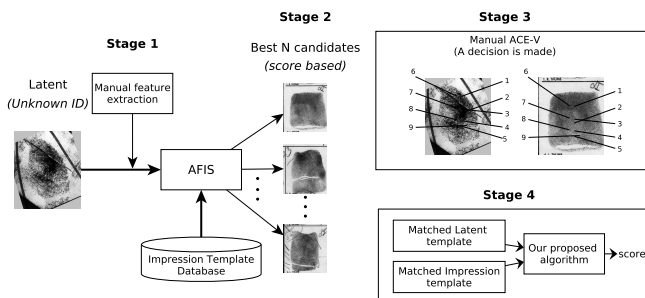 Stage 1
Latent
(Unknown ID)
Manual feature
extraction
AFIS
Impression Template
Database
Stage 2
Best N candidates
(score based)
Stage 3
Manual ACE-V
(A decision is made)
6
7
8
9
1
2
3
4
5
6
7
8
9
1
2
3
4
5
Stage 4
Matched Latent
template
Matched Impression
template
Our proposed
algorithm
score